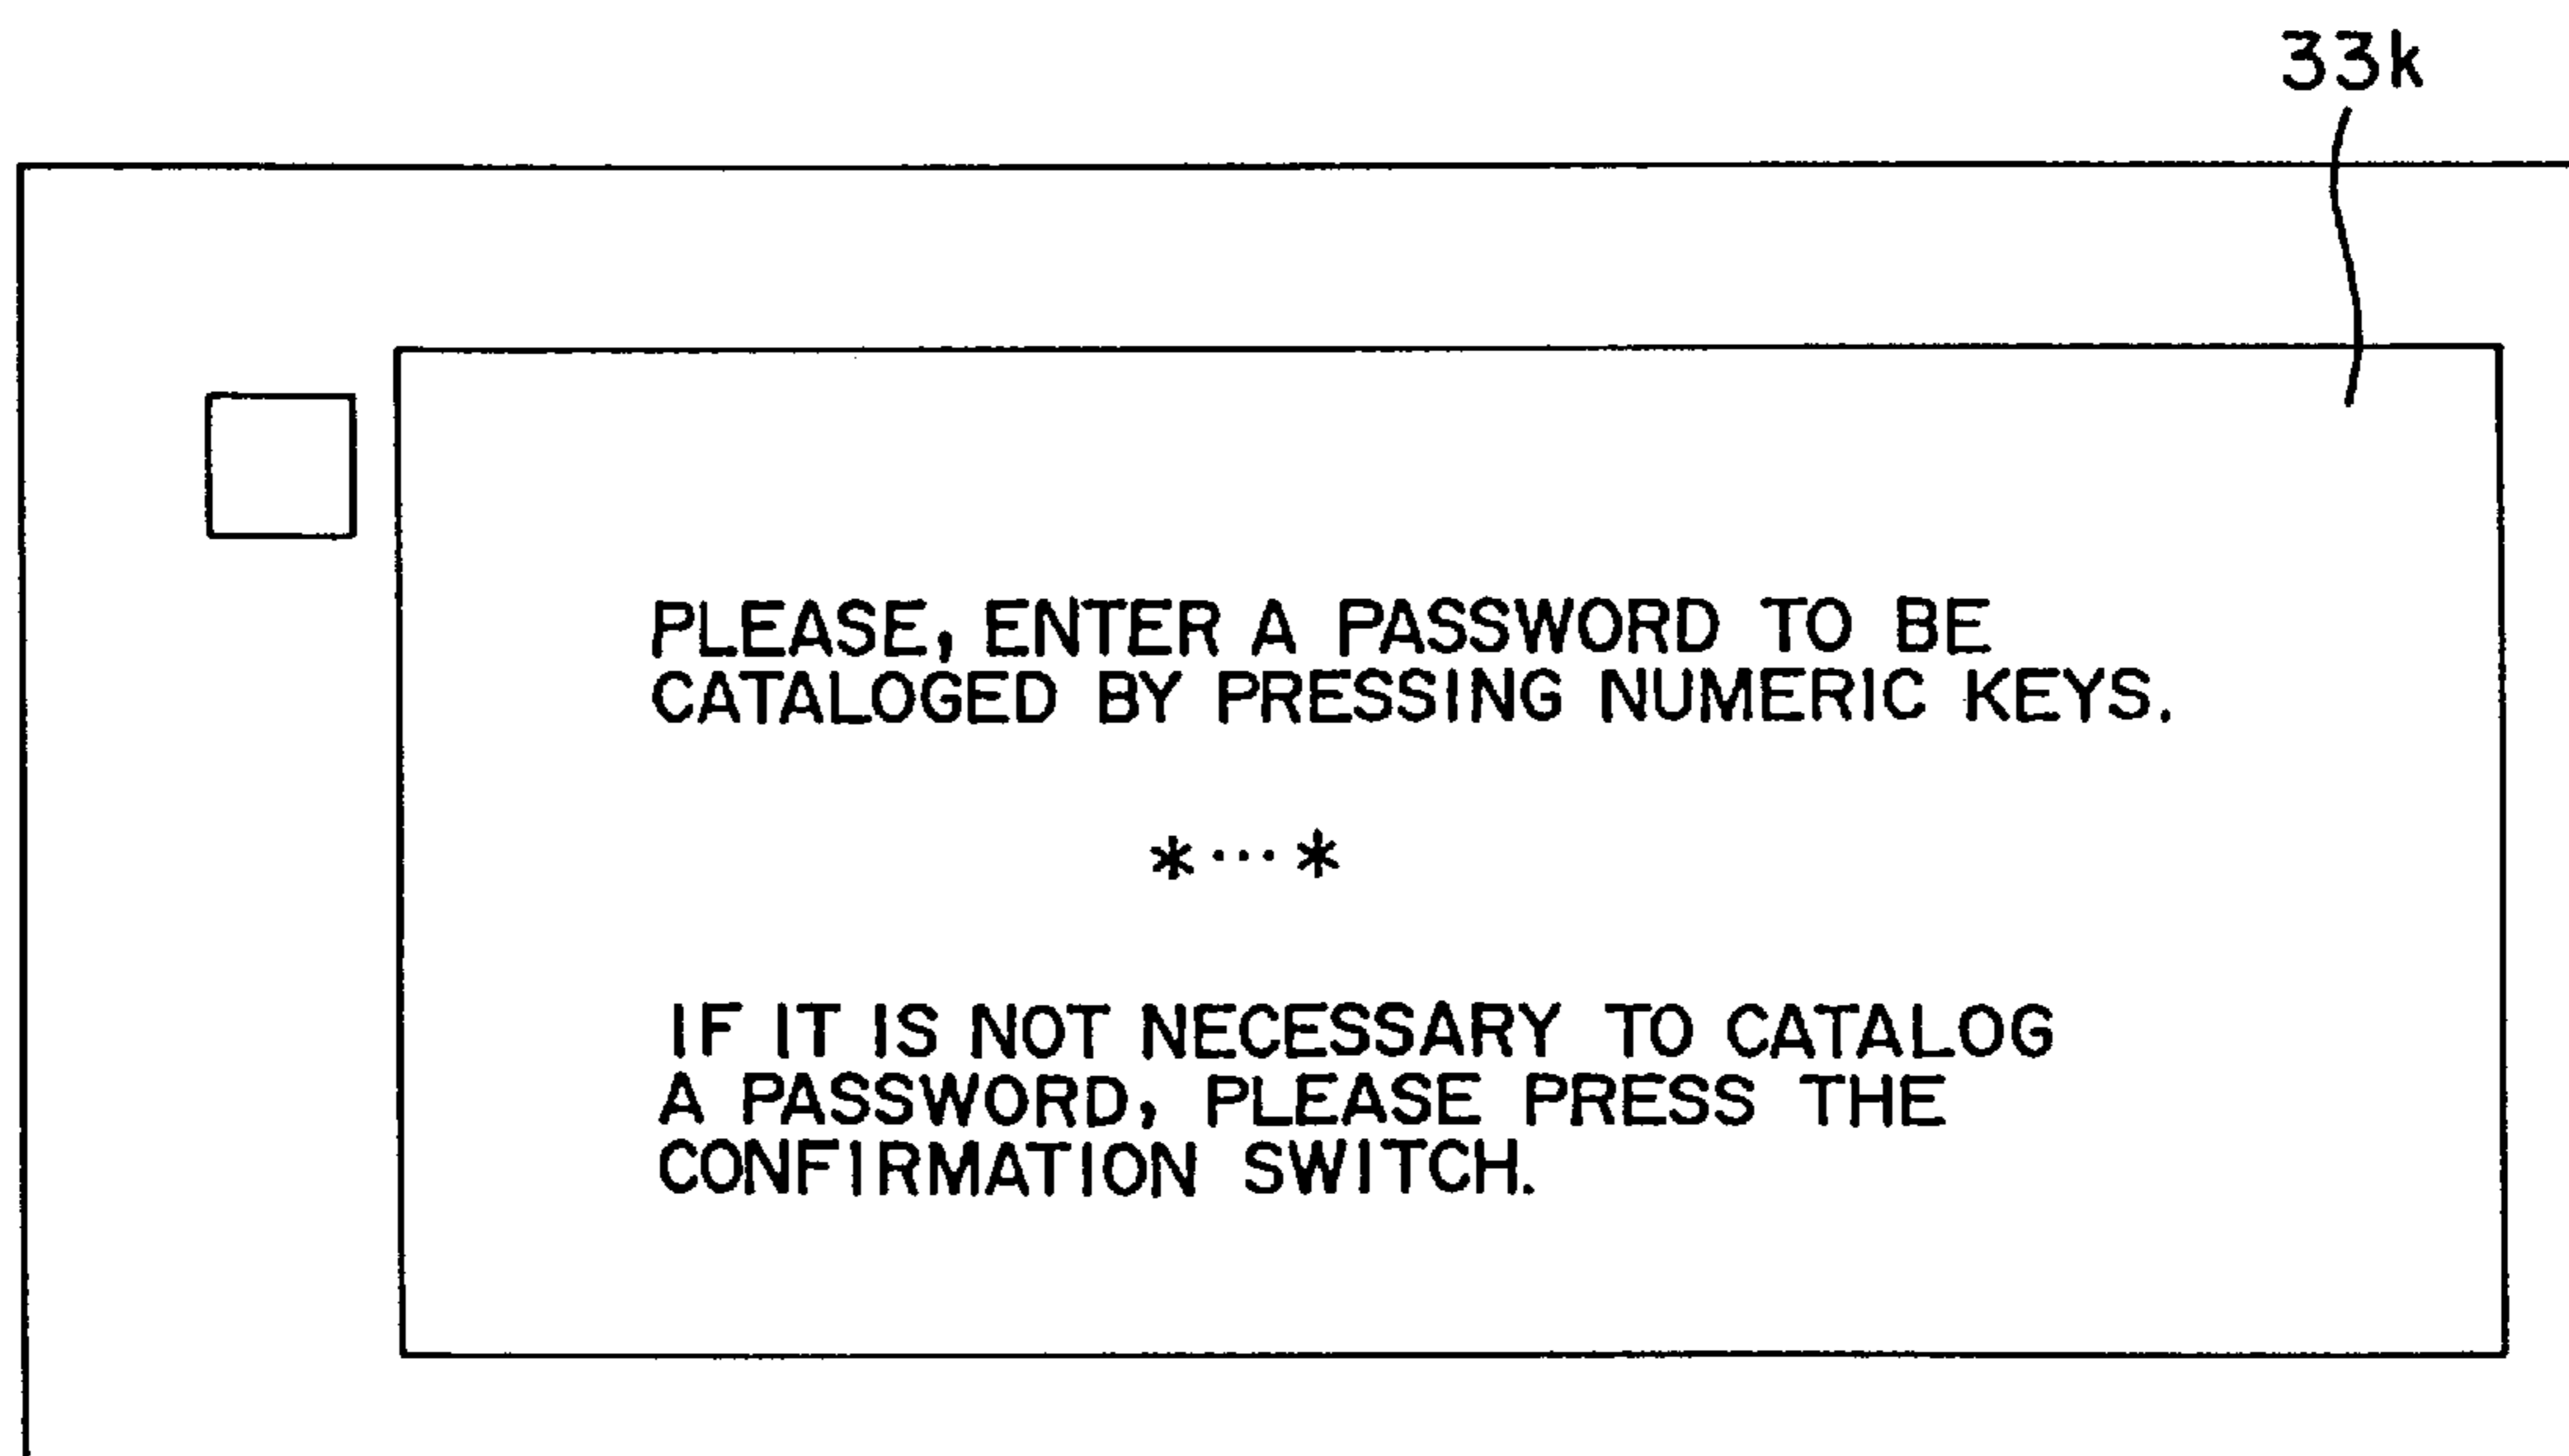 33k
PLEASE, ENTER A PASSWORD TO BE
CATALOGED BY PRESSING NUMERIC KEYS.
*···*
IF IT IS NOT NECESSARY TO CATALOG
A PASSWORD, PLEASE PRESS THE
CONFIRMATION SWITCH.